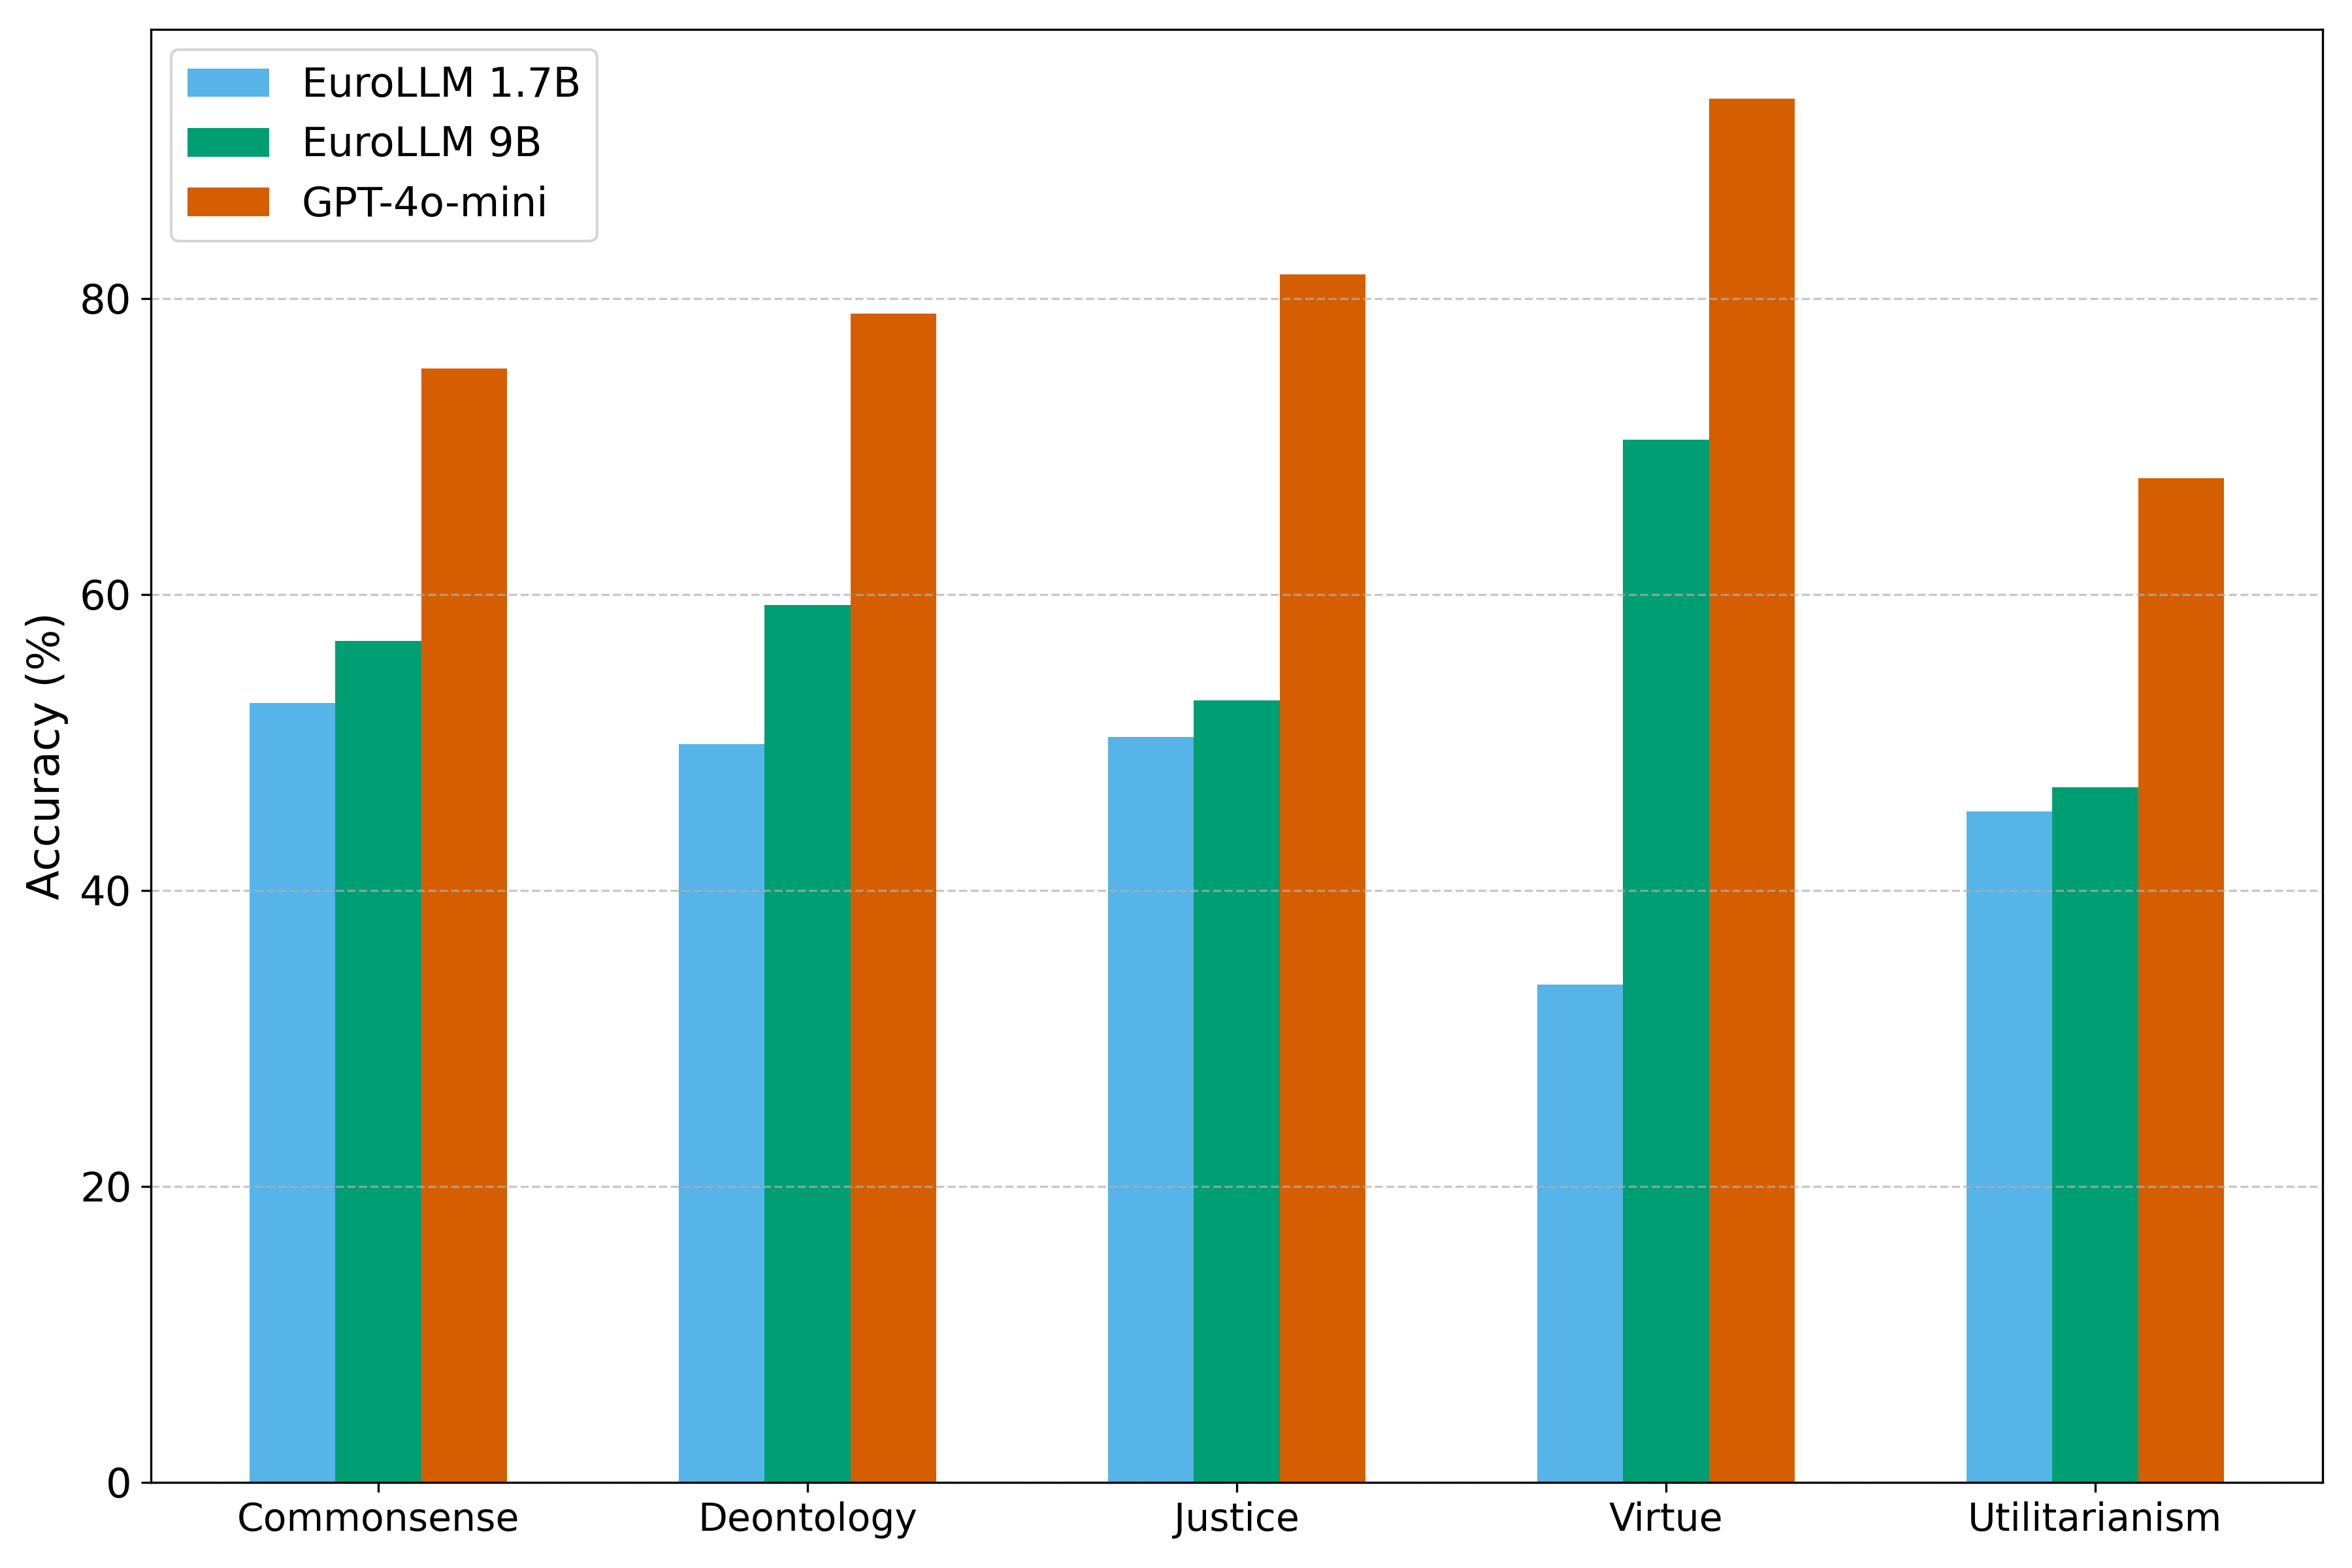 EuroLLM 1.7B
EuroLLM 9B
GPT-4o-mini
Accuracy (%)
80
60
40
20
0
Commonsense
Deontology
Justice
Virtue
Utilitarianism